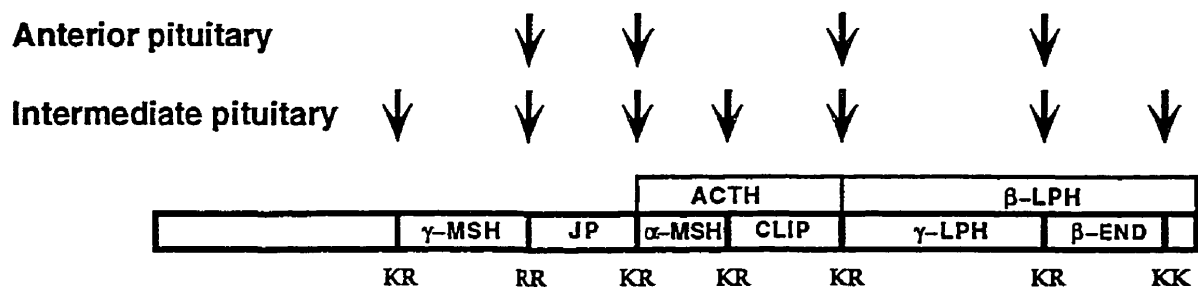 Anterior pituitary
Intermediate pituitary
ACTH β–LPH
γ–MSH JP α–MSH CLIP γ–LPH β–END
KR RR KR KR KR KR KK